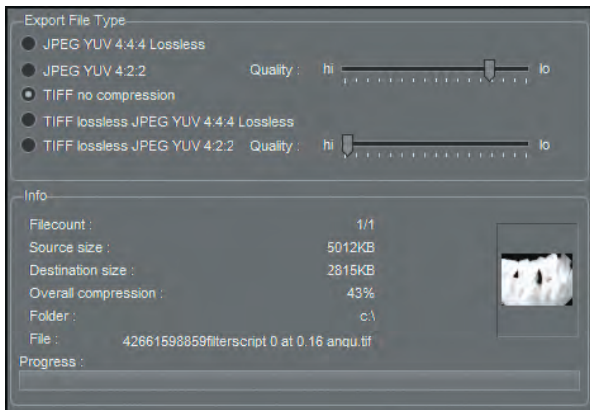 Export File Type
JPEG YUV 4:4:4 Lossless
JPEG YUV 4:2:2 Quality : hi lo
TIFF no compression
TIFF lossless JPEG YUV 4:4:4 Lossless
TIFF lossless JPEG YUV 4:2:2 Quality : hi lo
Info
Filecount : 1/1
Source size : 5012KB
Destination size : 2815KB
Overall compression : 43%
Folder : c:\
File : 42661598859filterscript 0 at 0.16 anqu.tif
Progress :